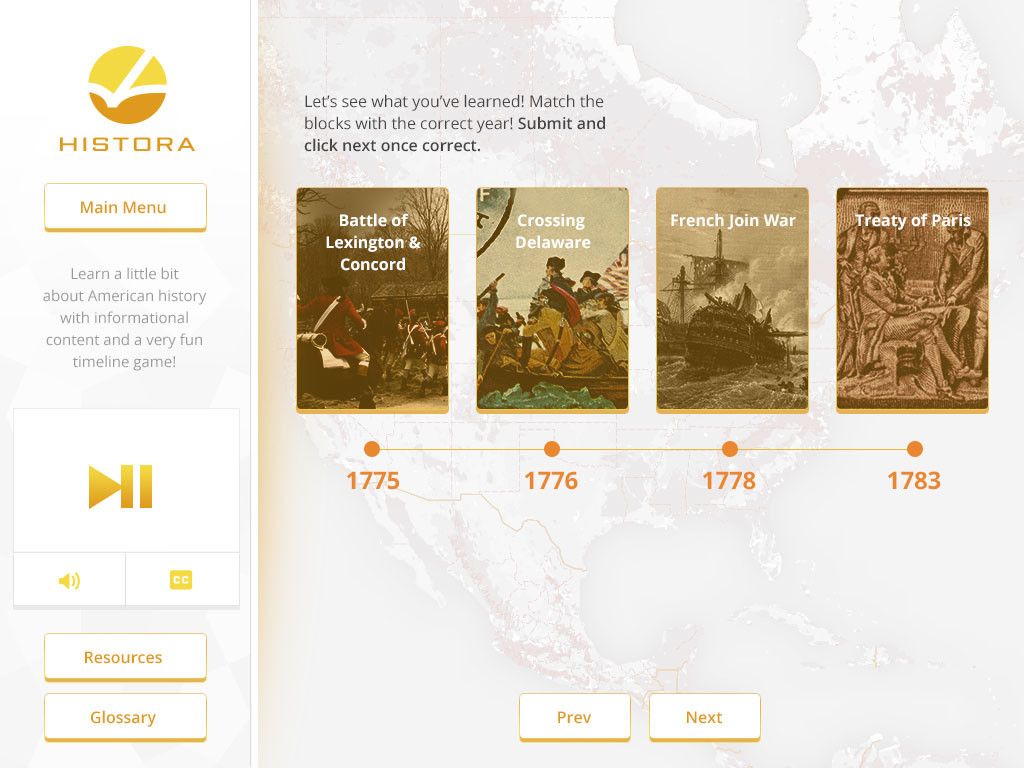 HISTORA
Main Menu
Learn a little bit
about American history
with informational
content and a very fun
timeline game!
CC
Resources
Glossary
Let’s see what you’ve learned! Match the
blocks with the correct year! Submit and
click next once correct.
Battle of
Lexington &
Concord
F
Crossing
Delaware
French Join War
Treaty of Paris
1775
1776
1778
1783
Prev
Next